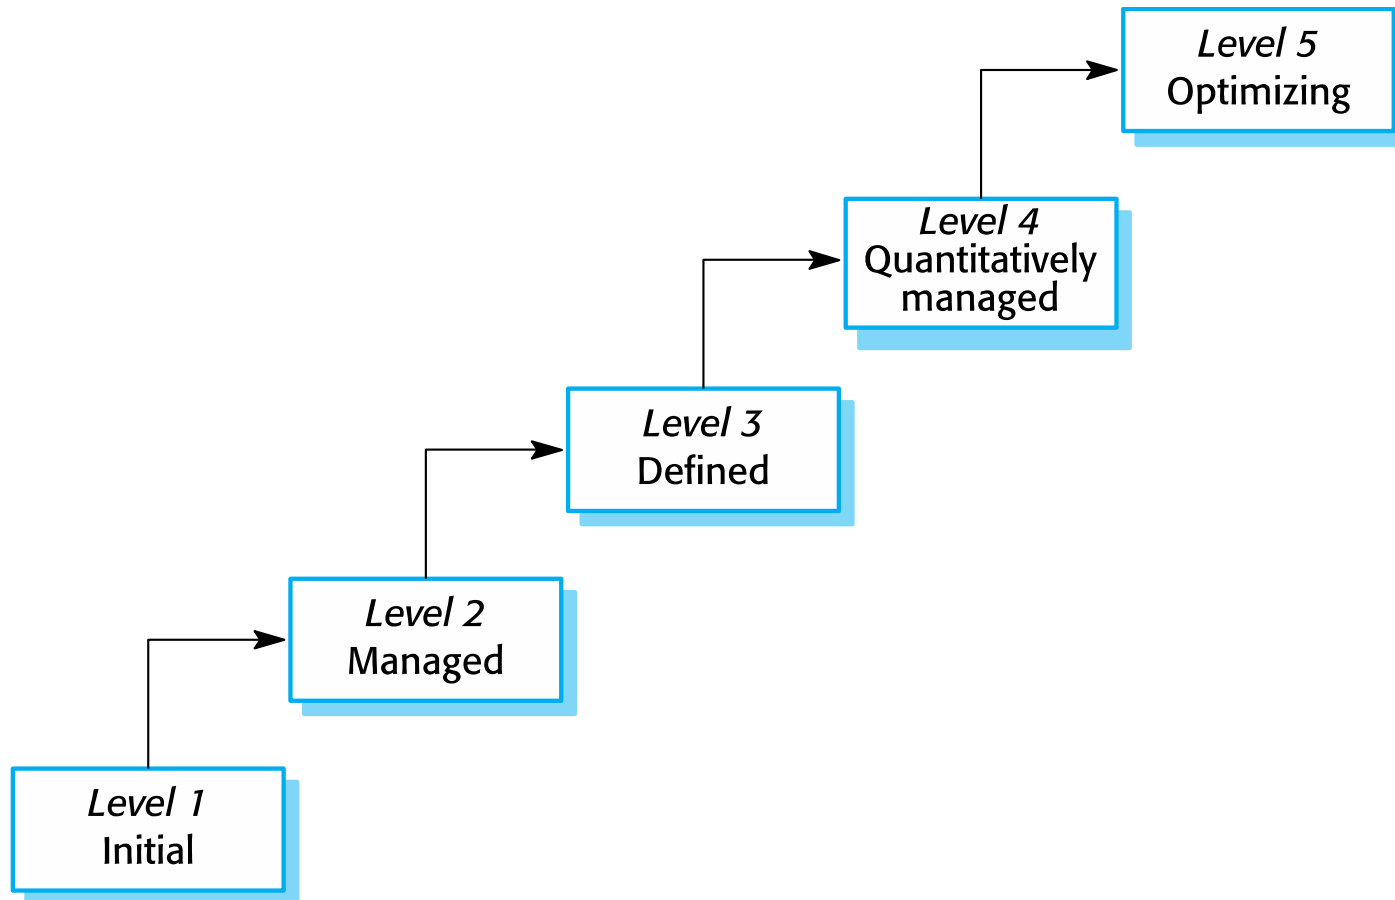 Level 5
Optimizing
Level 4
Quantitatively
managed
Level 3
Defined
Level 2
Managed
Level 1
Initial